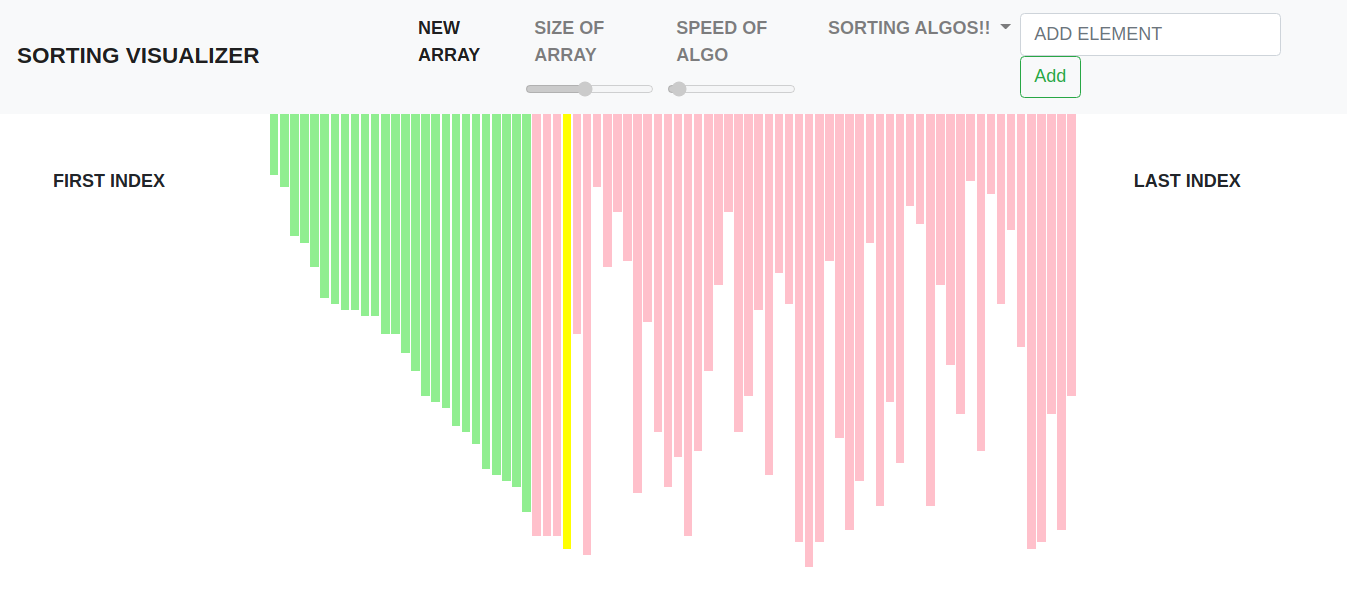 SORTING VISUALIZER
NEW
ARRAY
SIZE OF
ARRAY
SPEED OF
ALGO
SORTING ALGOS!!
ADD ELEMENT
Add
FIRST INDEX
LAST INDEX